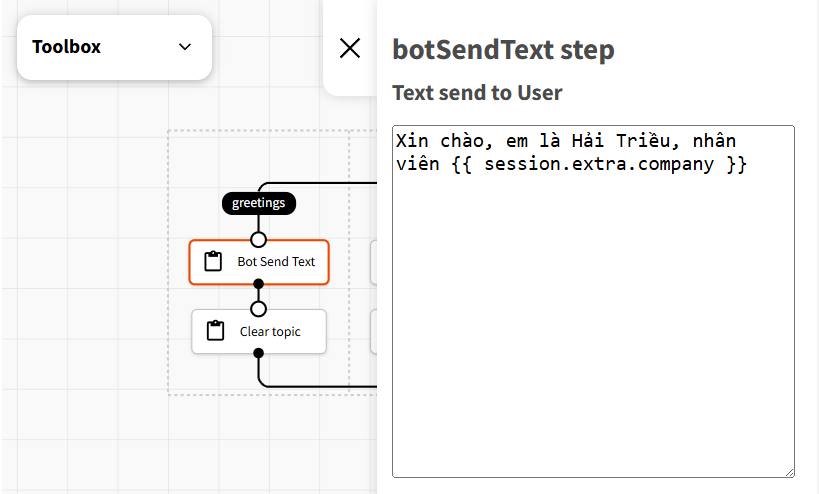 Toolbox
greetings
Bot Send Text
Clear topic
botSendText step
Text send to User
Xin chào, em là Hải Triều, nhân
viên {{ session.extra.company }}